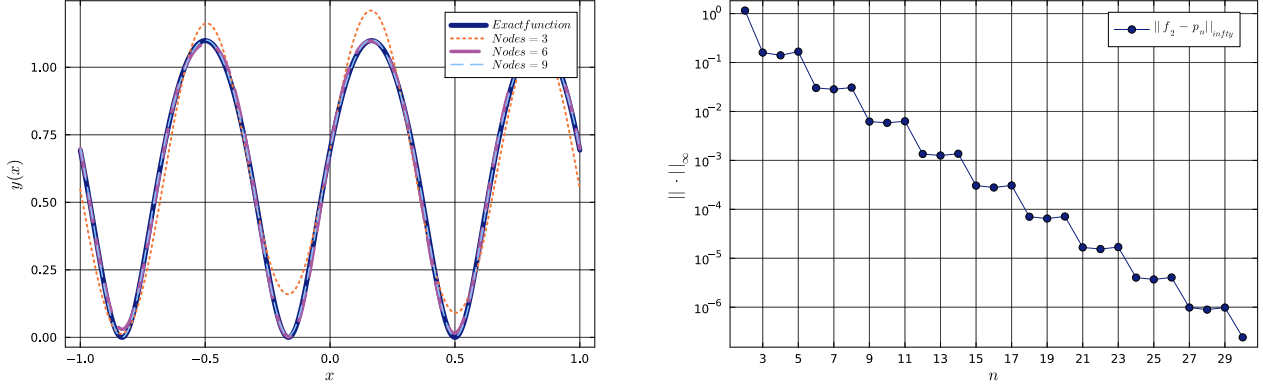 Exactfunction
Nodes = 3
Nodes = 6
Nodes = 9
1.00
0.75
0.50
0.25
0.00
y(x)
−1.0 −0.5 0.0 0.5 1.0
x
|| f_2 − p_n ||_{infty}
10^0
10^{−1}
10^{−2}
10^{−3}
10^{−4}
10^{−5}
10^{−6}
|| · ||_∞
3 5 7 9 11 13 15 17 19 21 23 25 27 29
n